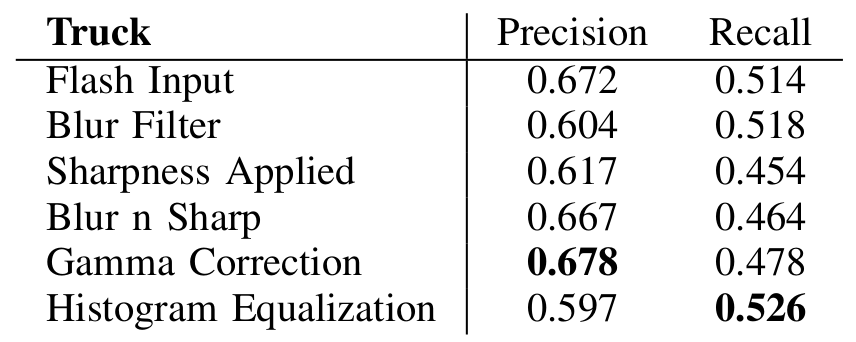 Truck Precision Recall
Flash Input 0.672 0.514
Blur Filter 0.604 0.518
Sharpness Applied 0.617 0.454
Blur n Sharp 0.667 0.464
Gamma Correction 0.678 0.478
Histogram Equalization 0.597 0.526